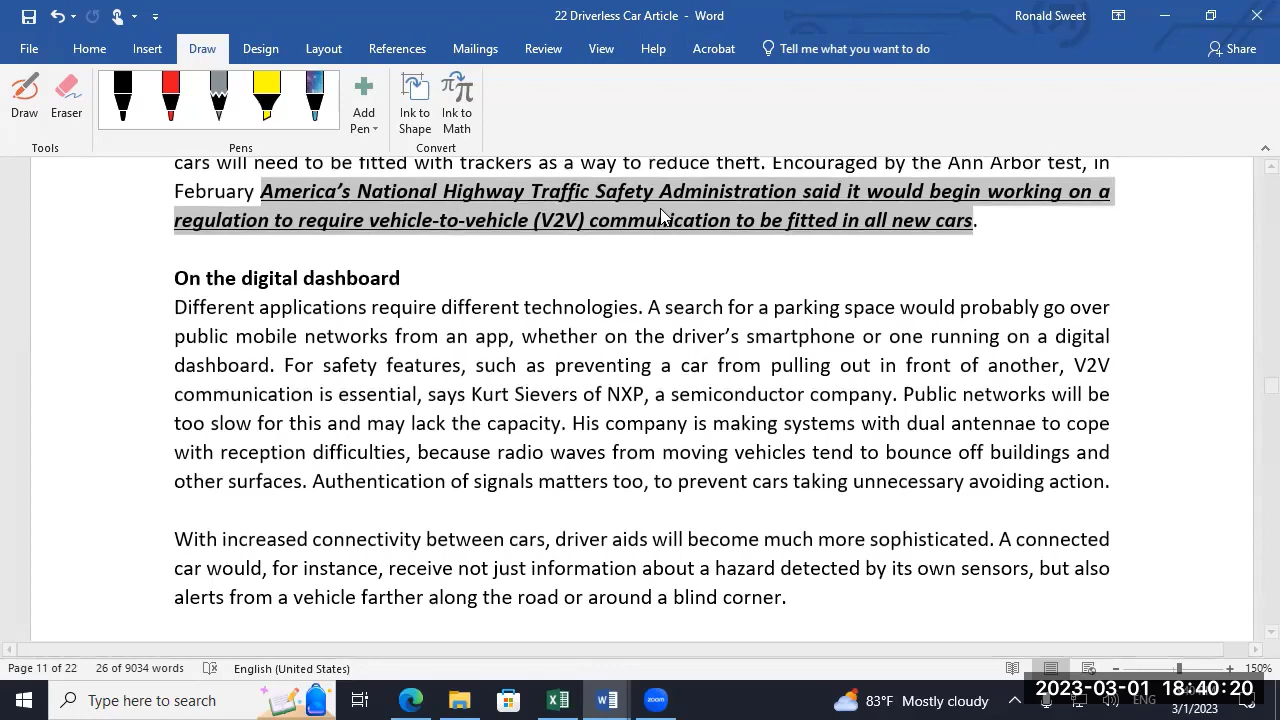 22 Driverless Car Article - Word
Ronald Sweet
File Home Insert Draw Design Layout References Mailings Review View Help Acrobat Tell me what you want to do Share
Draw Eraser Add Pen Ink to Shape Ink to Math
Tools Pens Convert
cars will need to be fitted with trackers as a way to reduce theft. Encouraged by the Ann Arbor test, in
February America’s National Highway Traffic Safety Administration said it would begin working on a
regulation to require vehicle-to-vehicle (V2V) communication to be fitted in all new cars.
On the digital dashboard
Different applications require different technologies. A search for a parking space would probably go over
public mobile networks from an app, whether on the driver’s smartphone or one running on a digital
dashboard. For safety features, such as preventing a car from pulling out in front of another, V2V
communication is essential, says Kurt Sievers of NXP, a semiconductor company. Public networks will be
too slow for this and may lack the capacity. His company is making systems with dual antennae to cope
with reception difficulties, because radio waves from moving vehicles tend to bounce off buildings and
other surfaces. Authentication of signals matters too, to prevent cars taking unnecessary avoiding action.
With increased connectivity between cars, driver aids will become much more sophisticated. A connected
car would, for instance, receive not just information about a hazard detected by its own sensors, but also
alerts from a vehicle farther along the road or around a blind corner.
Page 11 of 22 26 of 9034 words English (United States) 150%
Type here to search
zoom
83°F Mostly cloudy
ENG
2023-03-01 18:40:20
3/1/2023